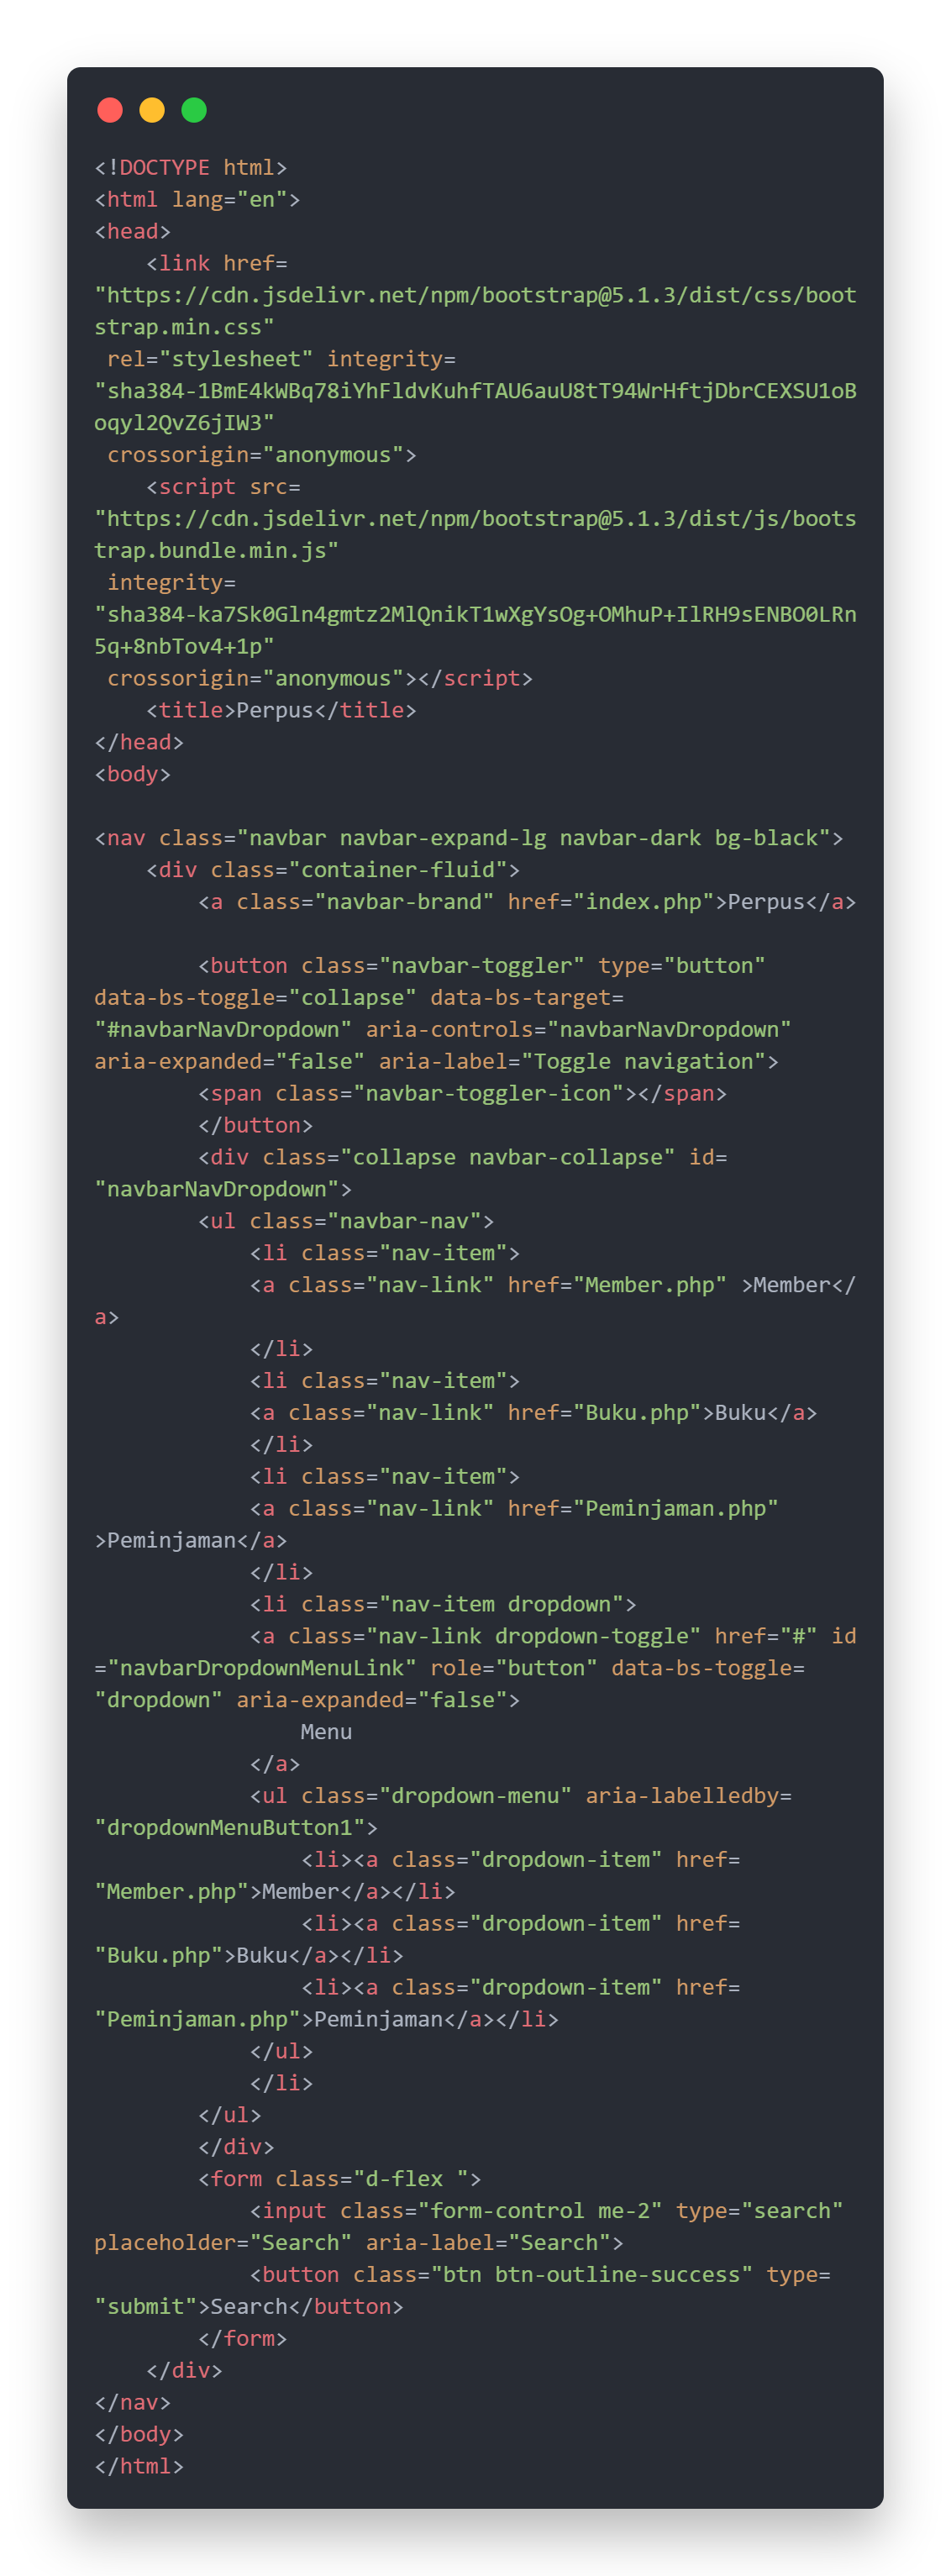 <!DOCTYPE html>
<html lang="en">
<head>
    <link href=
"https://cdn.jsdelivr.net/npm/bootstrap@5.1.3/dist/css/boot
strap.min.css"
 rel="stylesheet" integrity=
"sha384-1BmE4kWBq78iYhFldvKuhfTAU6auU8tT94WrHftjDbrCEXSU1oB
oqyl2QvZ6jIW3"
 crossorigin="anonymous">
    <script src=
"https://cdn.jsdelivr.net/npm/bootstrap@5.1.3/dist/js/boots
trap.bundle.min.js"
 integrity=
"sha384-ka7Sk0Gln4gmtz2MlQnikT1wXgYsOg+OMhuP+IlRH9sENBO0LRn
5q+8nbTov4+1p"
 crossorigin="anonymous"></script>
    <title>Perpus</title>
</head>
<body>

<nav class="navbar navbar-expand-lg navbar-dark bg-black">
    <div class="container-fluid">
        <a class="navbar-brand" href="index.php">Perpus</a>

        <button class="navbar-toggler" type="button"
data-bs-toggle="collapse" data-bs-target=
"#navbarNavDropdown" aria-controls="navbarNavDropdown"
aria-expanded="false" aria-label="Toggle navigation">
        <span class="navbar-toggler-icon"></span>
        </button>
        <div class="collapse navbar-collapse" id=
"navbarNavDropdown">
        <ul class="navbar-nav">
            <li class="nav-item">
            <a class="nav-link" href="Member.php" >Member</
a>
            </li>
            <li class="nav-item">
            <a class="nav-link" href="Buku.php">Buku</a>
            </li>
            <li class="nav-item">
            <a class="nav-link" href="Peminjaman.php"
>Peminjaman</a>
            </li>
            <li class="nav-item dropdown">
            <a class="nav-link dropdown-toggle" href="#" id
="navbarDropdownMenuLink" role="button" data-bs-toggle=
"dropdown" aria-expanded="false">
                Menu
            </a>
            <ul class="dropdown-menu" aria-labelledby=
"dropdownMenuButton1">
                <li><a class="dropdown-item" href=
"Member.php">Member</a></li>
                <li><a class="dropdown-item" href=
"Buku.php">Buku</a></li>
                <li><a class="dropdown-item" href=
"Peminjaman.php">Peminjaman</a></li>
            </ul>
            </li>
        </ul>
        </div>
        <form class="d-flex ">
            <input class="form-control me-2" type="search"
placeholder="Search" aria-label="Search">
            <button class="btn btn-outline-success" type=
"submit">Search</button>
        </form>
    </div>
</nav>
</body>
</html>